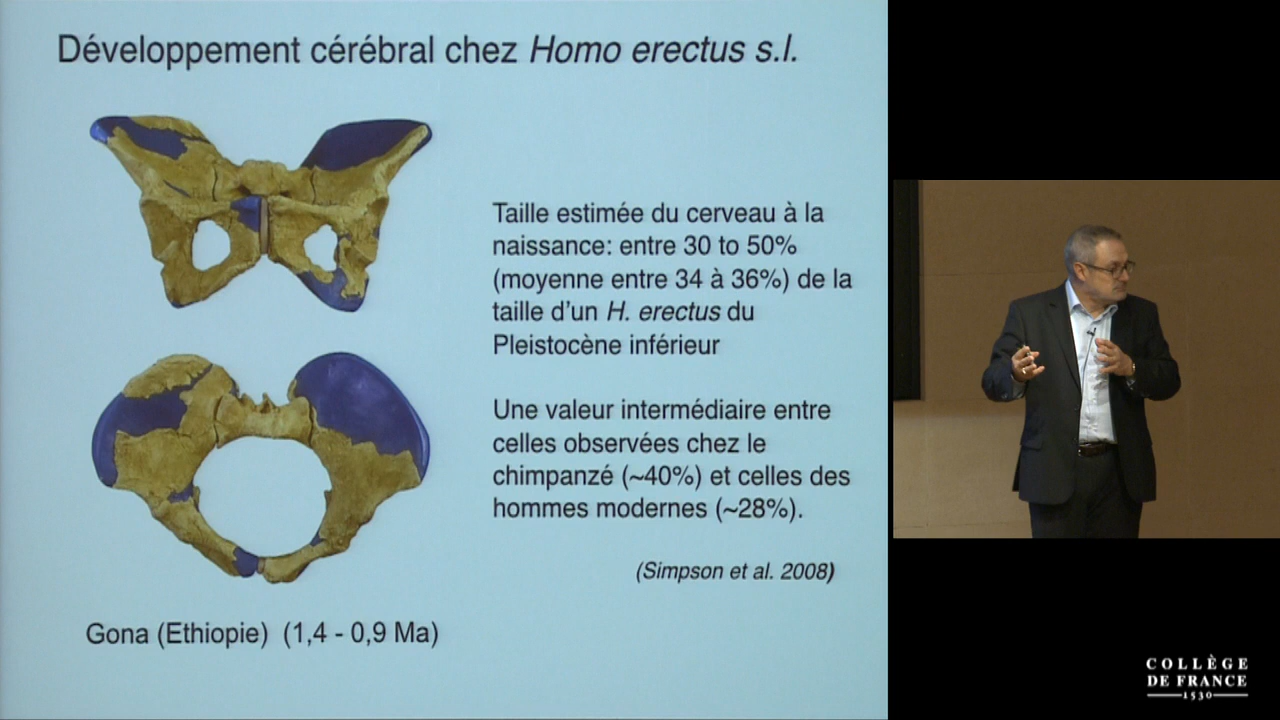 Développement cérébral chez Homo erectus s.l.
Taille estimée du cerveau à la
naissance: entre 30 to 50%
(moyenne entre 34 à 36%) de la
taille d'un H. erectus du
Pleistocène inférieur
Une valeur intermédiaire entre
celles observées chez le
chimpanzé (~40%) et celles des
hommes modernes (~28%).
(Simpson et al. 2008)
Gona (Ethiopie) (1,4 - 0,9 Ma)
COLLÈGE
DE FRANCE
1530